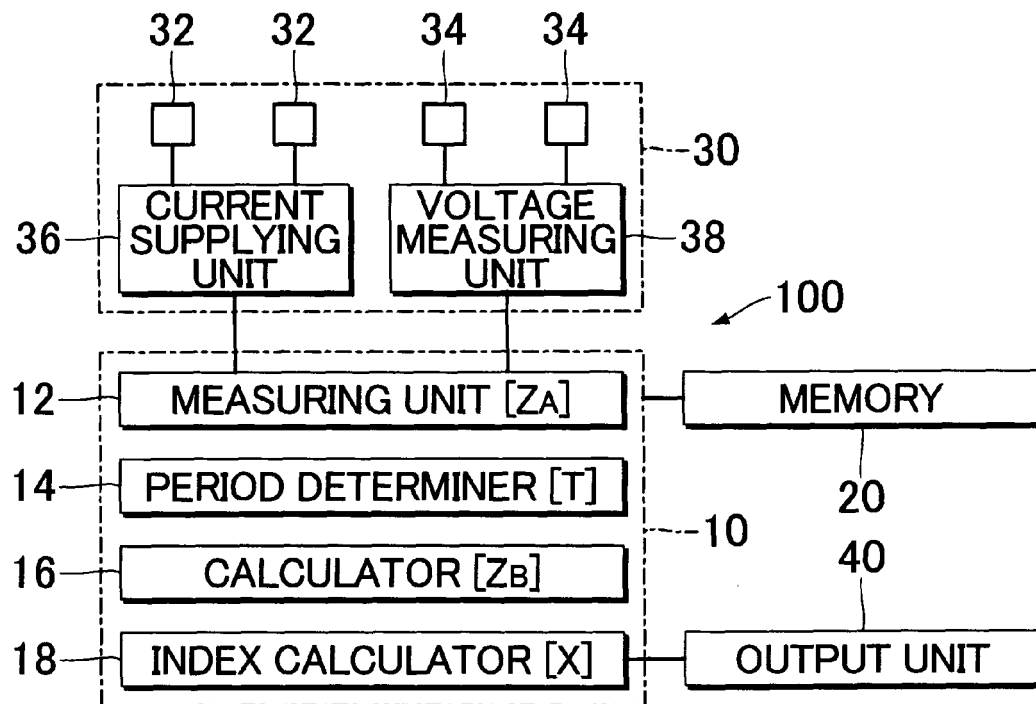 32 32 34 34
30
CURRENT SUPPLYING UNIT
VOLTAGE MEASURING UNIT
36
38
100
12 MEASURING UNIT [ZA]
MEMORY
14 PERIOD DETERMINER [T]
20
10
16 CALCULATOR [ZB]
40
18 INDEX CALCULATOR [X]
OUTPUT UNIT